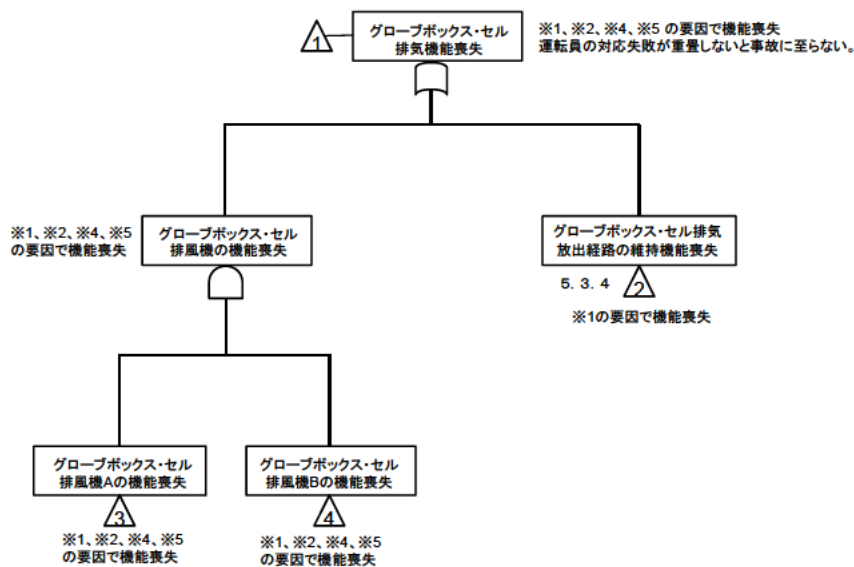 1
グローブボックス・セル
排気機能喪失
※1、※2、※4、※5 の要因で機能喪失
運転員の対応失敗が重畳しないと事故に至らない。
※1、※2、※4、※5
の要因で機能喪失
グローブボックス・セル
排風機の機能喪失
グローブボックス・セル排気
放出経路の維持機能喪失
5. 3. 4
2
※1の要因で機能喪失
グローブボックス・セル
排風機Aの機能喪失
3
※1、※2、※4、※5
の要因で機能喪失
グローブボックス・セル
排風機Bの機能喪失
4
※1、※2、※4、※5
の要因で機能喪失